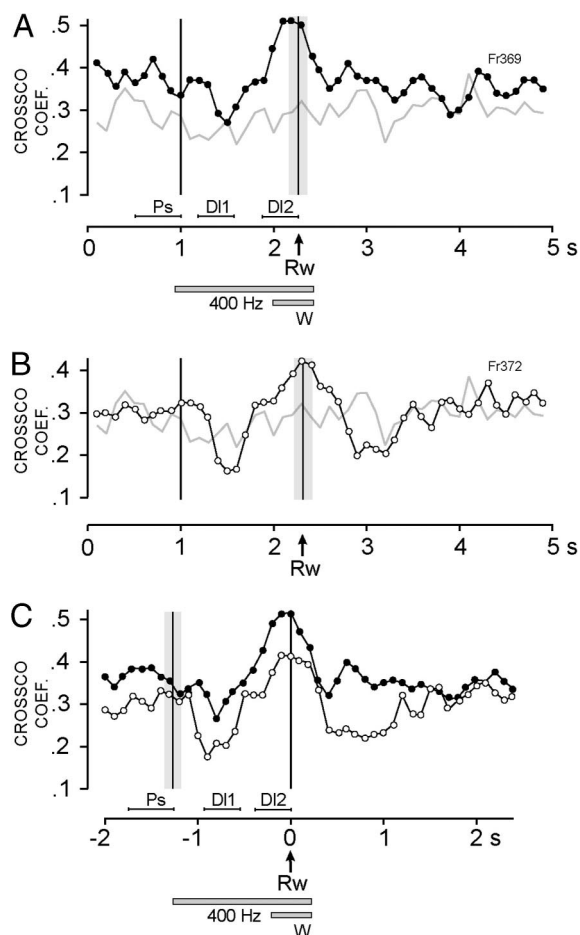 A
CROSSCO COEF.
.5
.4
.3
.2
.1
Fr369
Ps
Dl1
Dl2
0 1 2 3 4 5 s
Rw
400 Hz
W
B
CROSSCO COEF.
.4
.3
.2
.1
Fr372
0 1 2 3 4 5 s
Rw
C
CROSSCO COEF.
.5
.4
.3
.2
.1
Ps
Dl1
Dl2
-2 -1 0 1 2 s
Rw
400 Hz
W